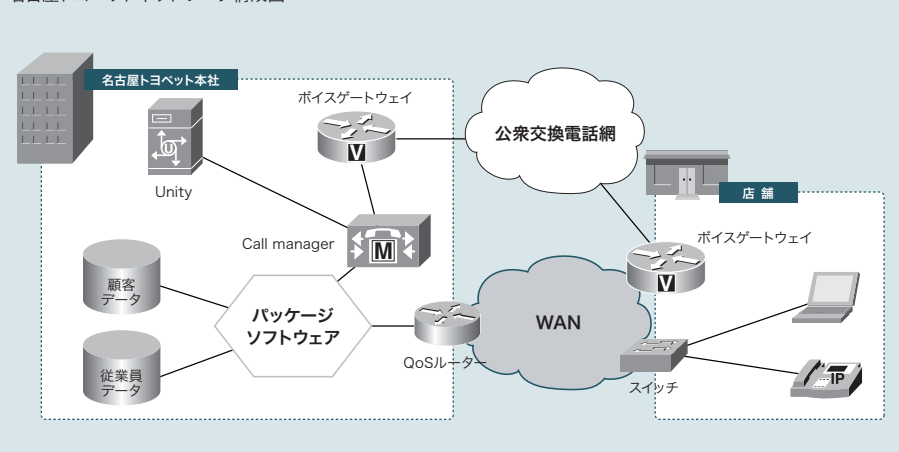 名古屋トヨペット本社
ボイスゲートウェイ
公衆交換電話網
V
U
Unity
店 舗
Call manager
M
ボイスゲートウェイ
V
顧客
データ
パッケージ
ソフトウェア
WAN
QoSルーター
従業員
データ
スイッチ
IP